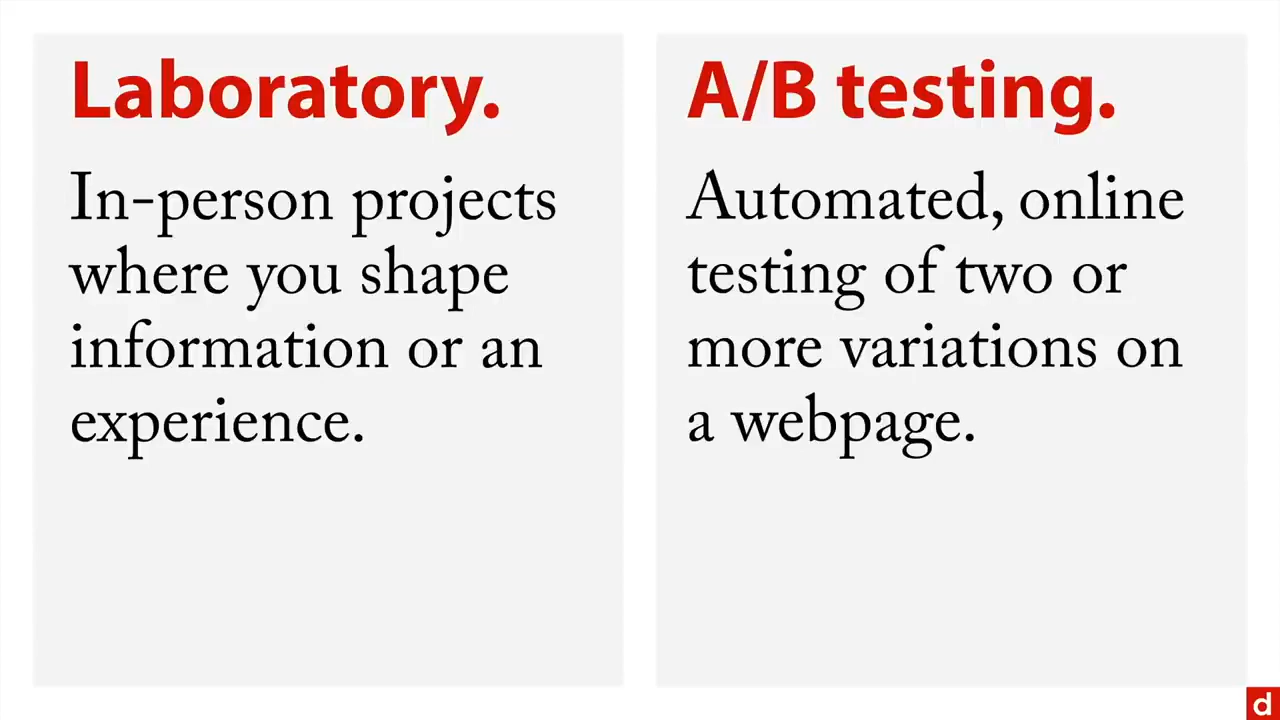 Laboratory.
In-person projects
where you shape
information or an
experience.
A/B testing.
Automated, online
testing of two or
more variations on
a webpage.
d